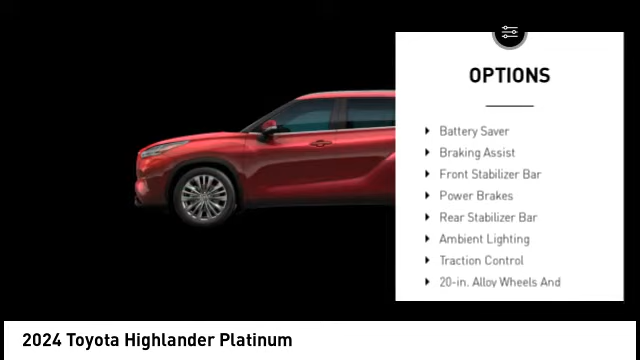 OPTIONS
Battery Saver
Braking Assist
Front Stabilizer Bar
Power Brakes
Rear Stabilizer Bar
Ambient Lighting
Traction Control
20-in. Alloy Wheels And
2024 Toyota Highlander Platinum